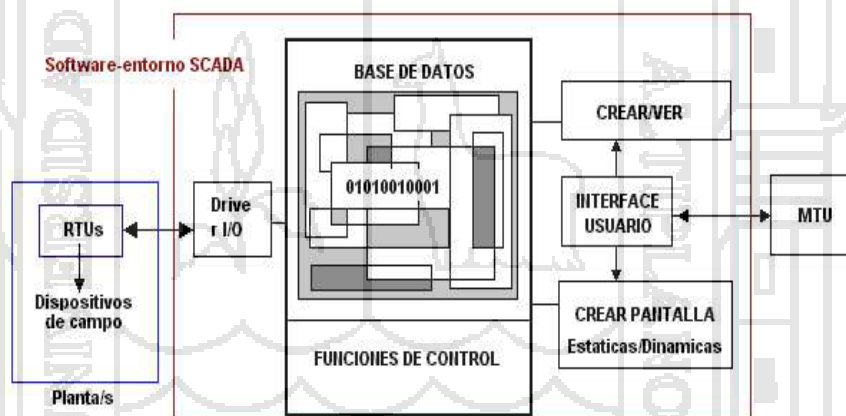 Software-entorno SCADA
BASE DE DATOS
01010010001
FUNCIONES DE CONTROL
RTUs
Dispositivos
de campo
Planta/s
Drive
r I/O
CREAR/VER
INTERFACE
USUARIO
CREAR PANTALLA
Estaticas/Dinamicas
MTU